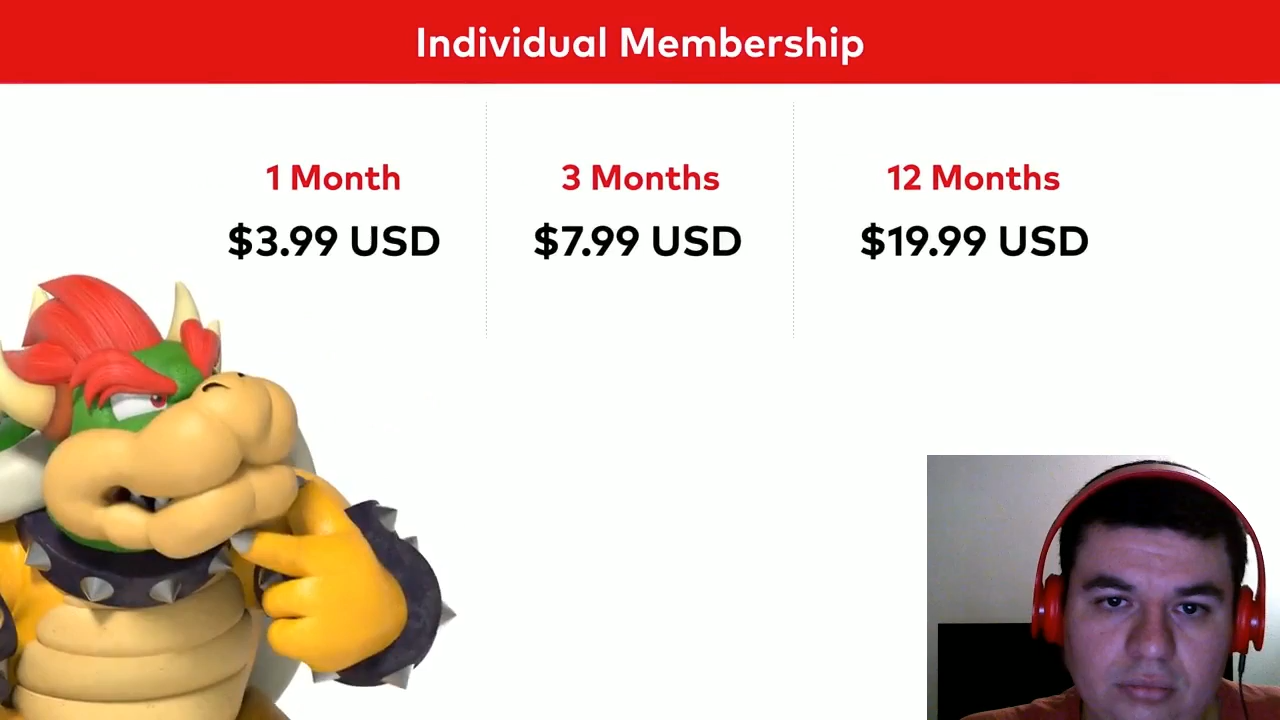 Individual Membership
1 Month
$3.99 USD
3 Months
$7.99 USD
12 Months
$19.99 USD